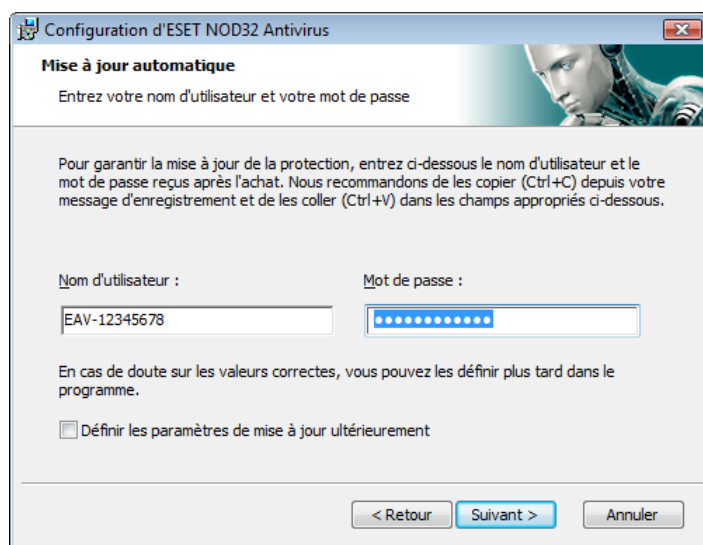 Configuration d'ESET NOD32 Antivirus
Mise à jour automatique
Entrez votre nom d'utilisateur et votre mot de passe
Pour garantir la mise à jour de la protection, entrez ci-dessous le nom d'utilisateur et le
mot de passe reçus après l'achat. Nous recommandons de les copier (Ctrl+C) depuis votre
message d'enregistrement et de les coller (Ctrl+V) dans les champs appropriés ci-dessous.
Nom d'utilisateur :
Mot de passe :
EAV-12345678
●●●●●●●●●●●●
En cas de doute sur les valeurs correctes, vous pouvez les définir plus tard dans le
programme.
Définir les paramètres de mise à jour ultérieurement
< Retour
Suivant >
Annuler